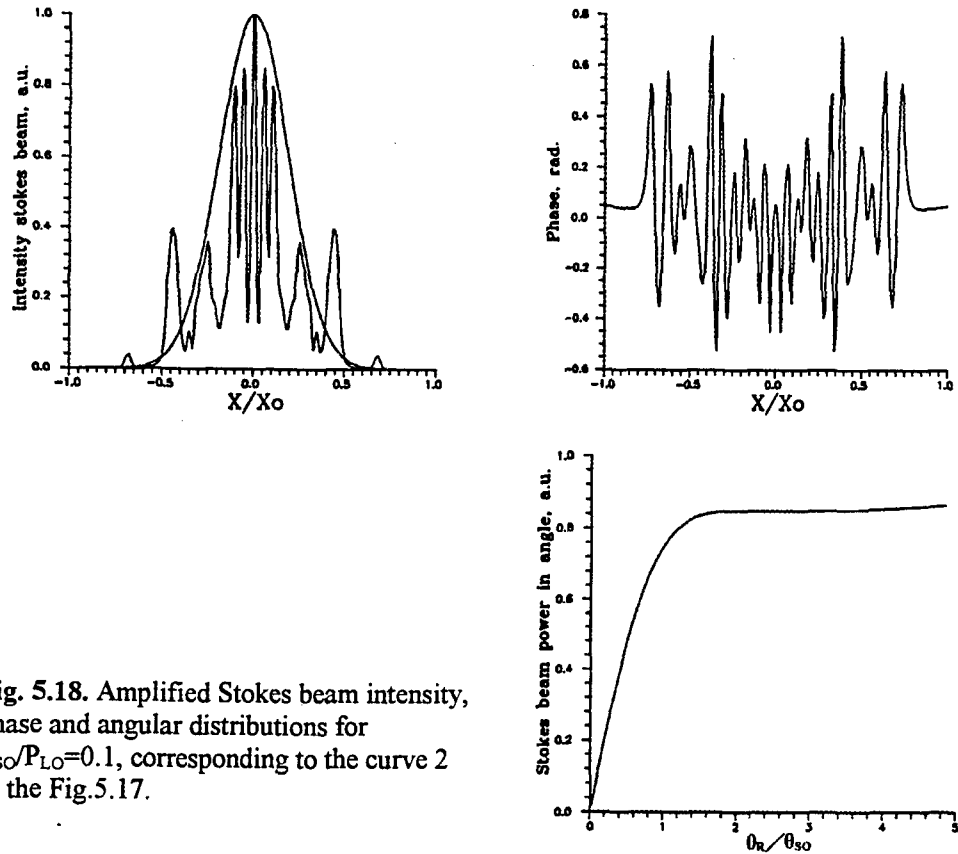 Intensity stokes beam, a.u.
1.0
0.8
0.6
0.4
0.2
0.0
-1.0 -0.5 0.0 0.5 1.0
X/Xo
Phase, rad.
0.8
0.6
0.4
0.2
0.0
-0.2
-0.4
-0.6
-1.0 -0.5 0.0 0.5 1.0
X/Xo
Stokes beam power in angle, a.u.
1.0
0.8
0.6
0.4
0.2
0.0
0 1 2 3 4 5
θR/θSO
ig. 5.18. Amplified Stokes beam intensity,
hase and angular distributions for
SO/PLO=0.1, corresponding to the curve 2
the Fig.5.17.